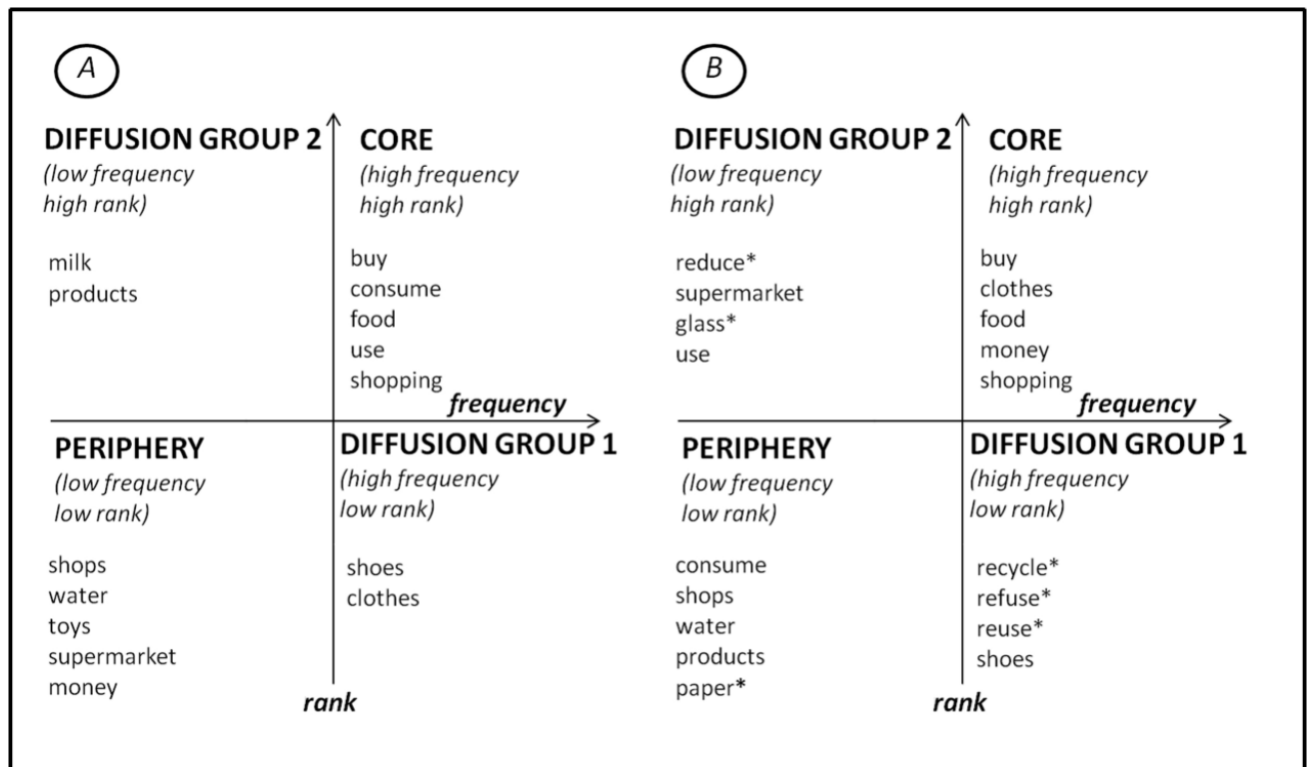 A
DIFFUSION GROUP 2
(low frequency
high rank)
milk
products
CORE
(high frequency
high rank)
buy
consume
food
use
shopping
frequency
PERIPHERY
(low frequency
low rank)
shops
water
toys
supermarket
money
DIFFUSION GROUP 1
(high frequency
low rank)
shoes
clothes
rank
B
DIFFUSION GROUP 2
(low frequency
high rank)
reduce*
supermarket
glass*
use
CORE
(high frequency
high rank)
buy
clothes
food
money
shopping
frequency
PERIPHERY
(low frequency
low rank)
consume
shops
water
products
paper*
DIFFUSION GROUP 1
(high frequency
low rank)
recycle*
refuse*
reuse*
shoes
rank